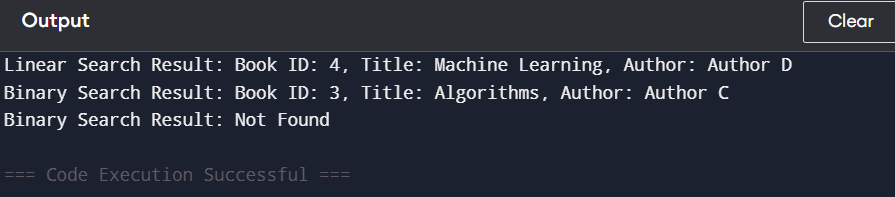 Output
Clear
Linear Search Result: Book ID: 4, Title: Machine Learning, Author: Author D
Binary Search Result: Book ID: 3, Title: Algorithms, Author: Author C
Binary Search Result: Not Found
=== Code Execution Successful ===